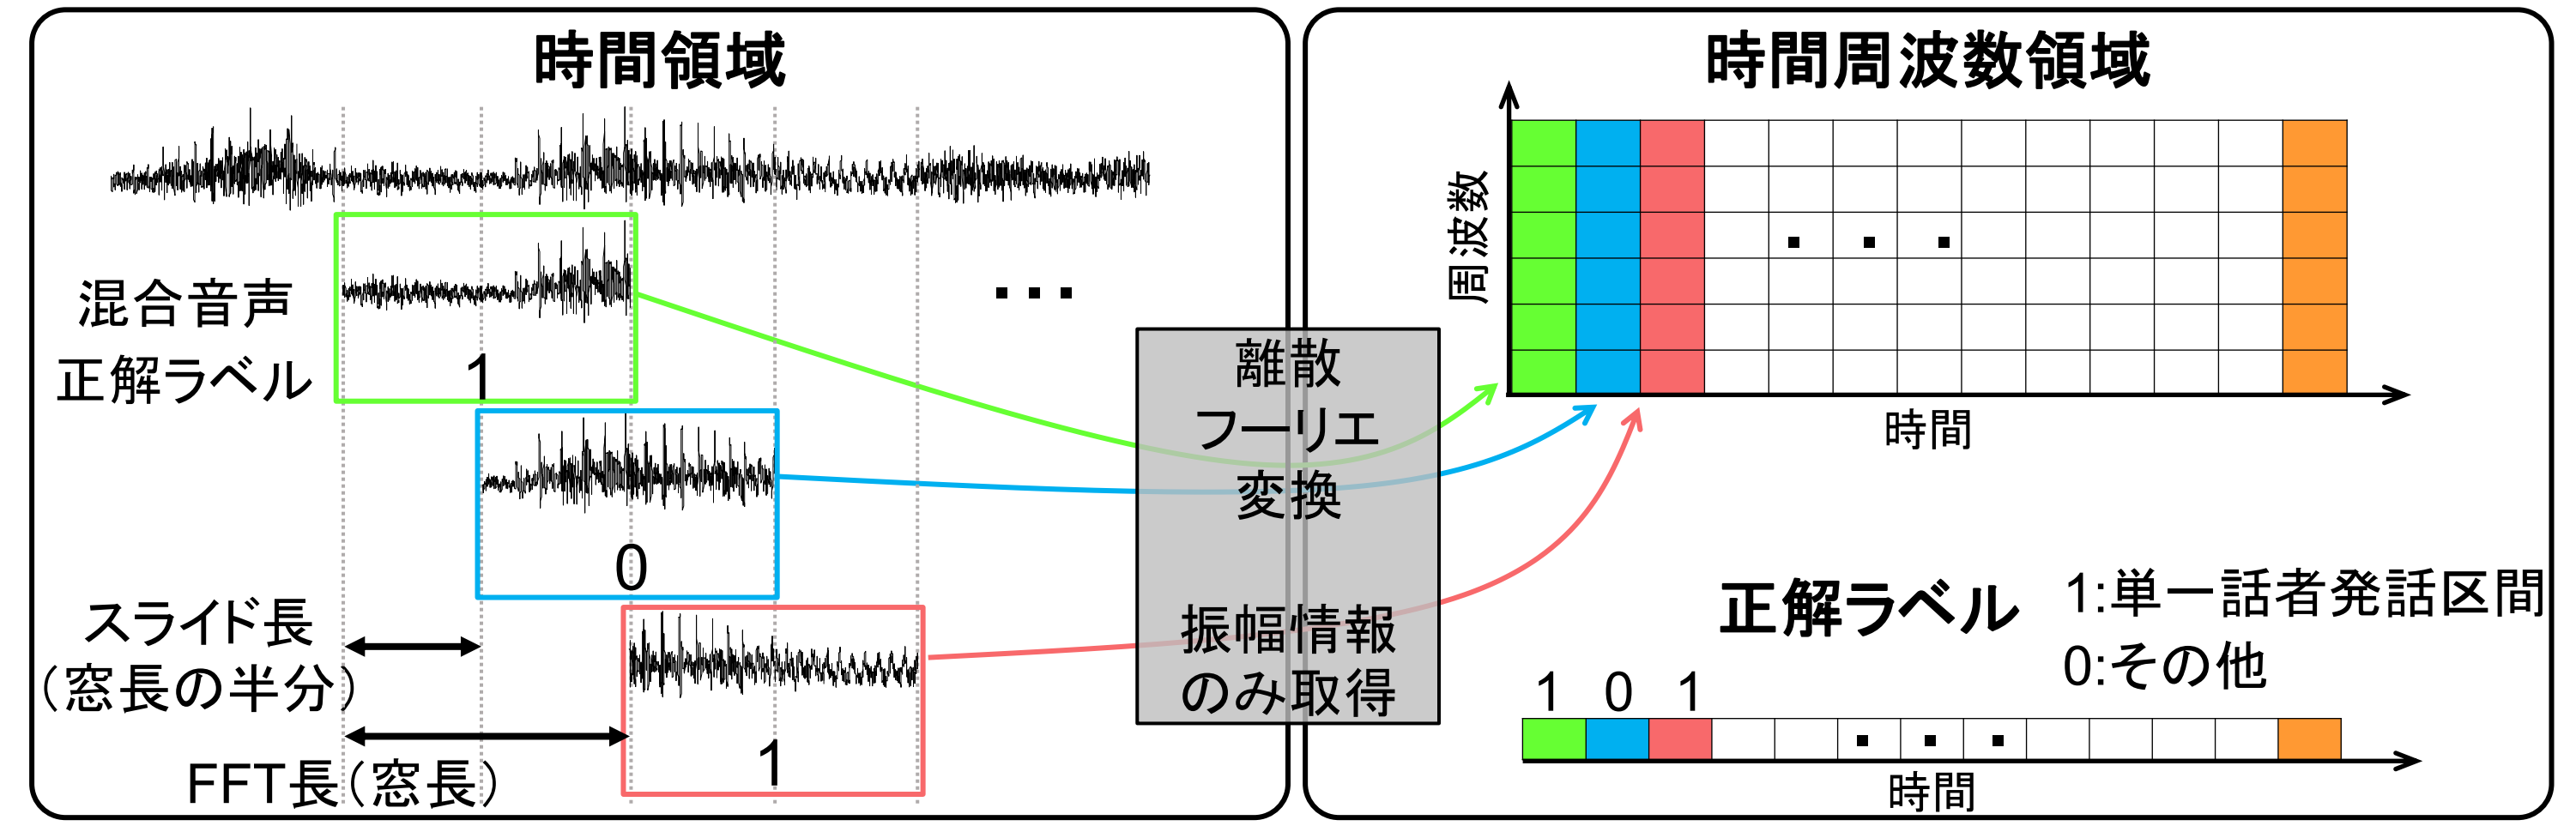 時間領域
混合音声
正解ラベル
1
0
1
・・・
スライド長
（窓長の半分）
FFT長（窓長）
離散
フーリエ
変換
振幅情報
のみ取得
時間周波数領域
周波数
・・・
時間
正解ラベル
1:単一話者発話区間
0:その他
1 0 1
・・・
時間